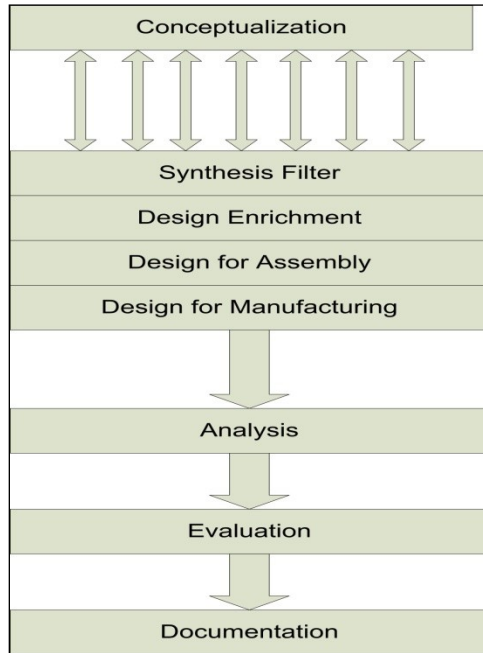 Conceptualization
Synthesis Filter
Design Enrichment
Design for Assembly
Design for Manufacturing
Analysis
Evaluation
Documentation